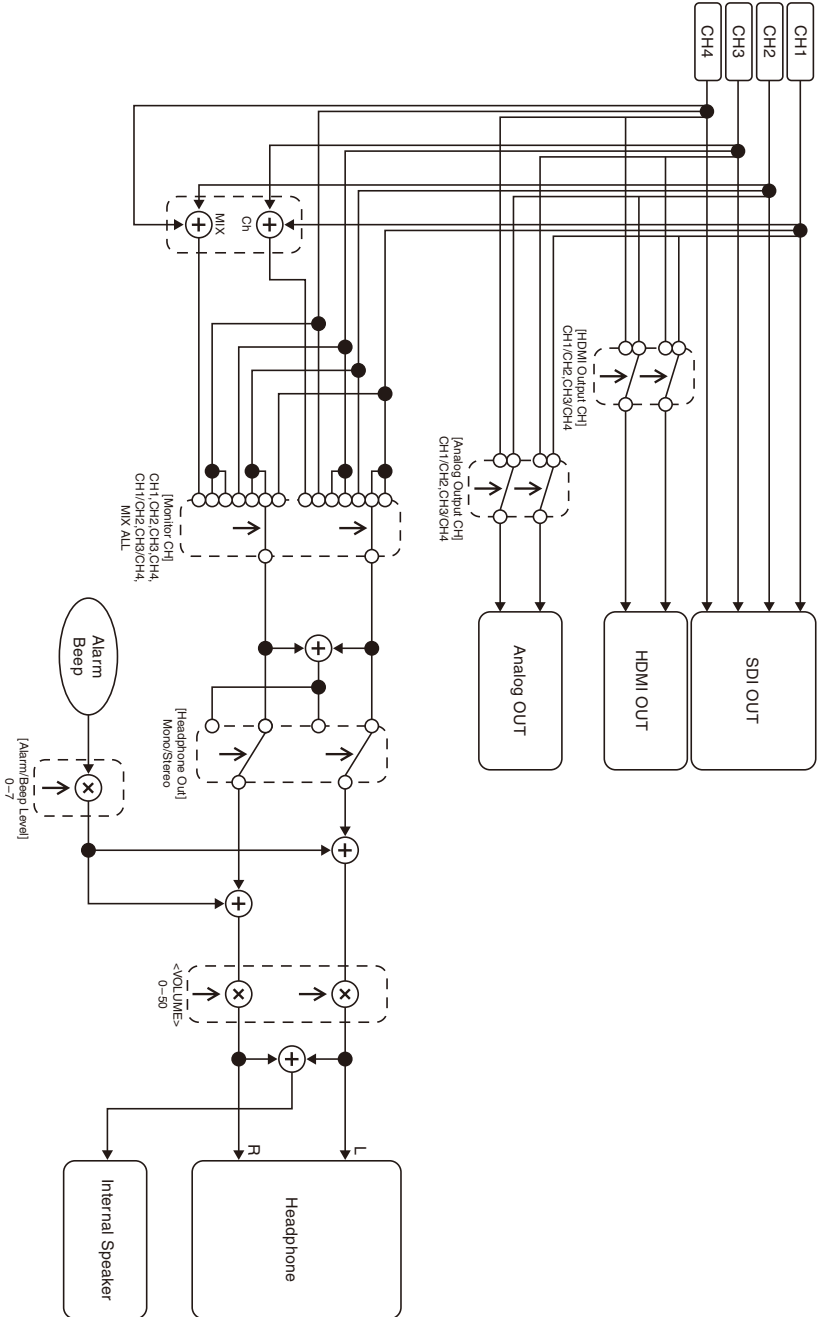 CH1
CH2
CH3
CH4
SDI OUT
HDMI OUT
Analog OUT
[HDMI Output CH]
CH1/CH2,CH3/CH4
[Analog Output CH]
CH1/CH2,CH3/CH4
Ch
MIX
[Monitor CH]
CH1,CH2,CH3,CH4,
CH1/CH2,CH3/CH4,
MIX ALL
[Headphone Out]
Mono/Stereo
Alarm
Beep
[Alarm/Beep Level]
0–7
<VOLUME>
0–50
L
R
Headphone
Internal Speaker